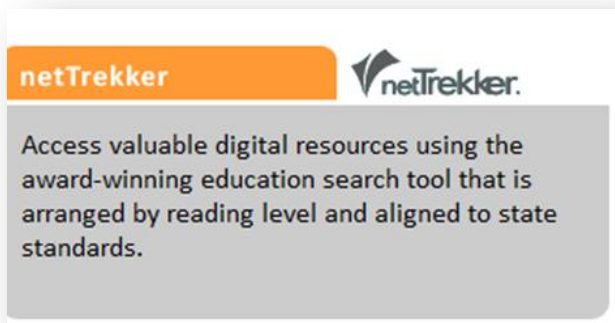 netTrekker
netTrekker.
Access valuable digital resources using the
award-winning education search tool that is
arranged by reading level and aligned to state
standards.